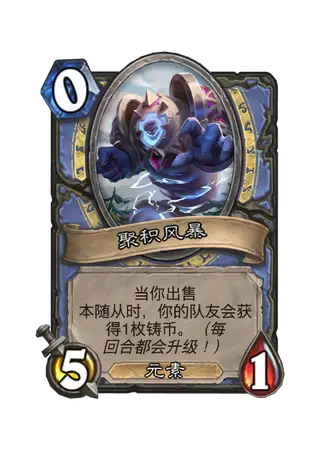 0
聚积风暴
当你出售
本随从时，你的队友会获
得1枚铸币。（每
回合都会升级！）
5
元素
1